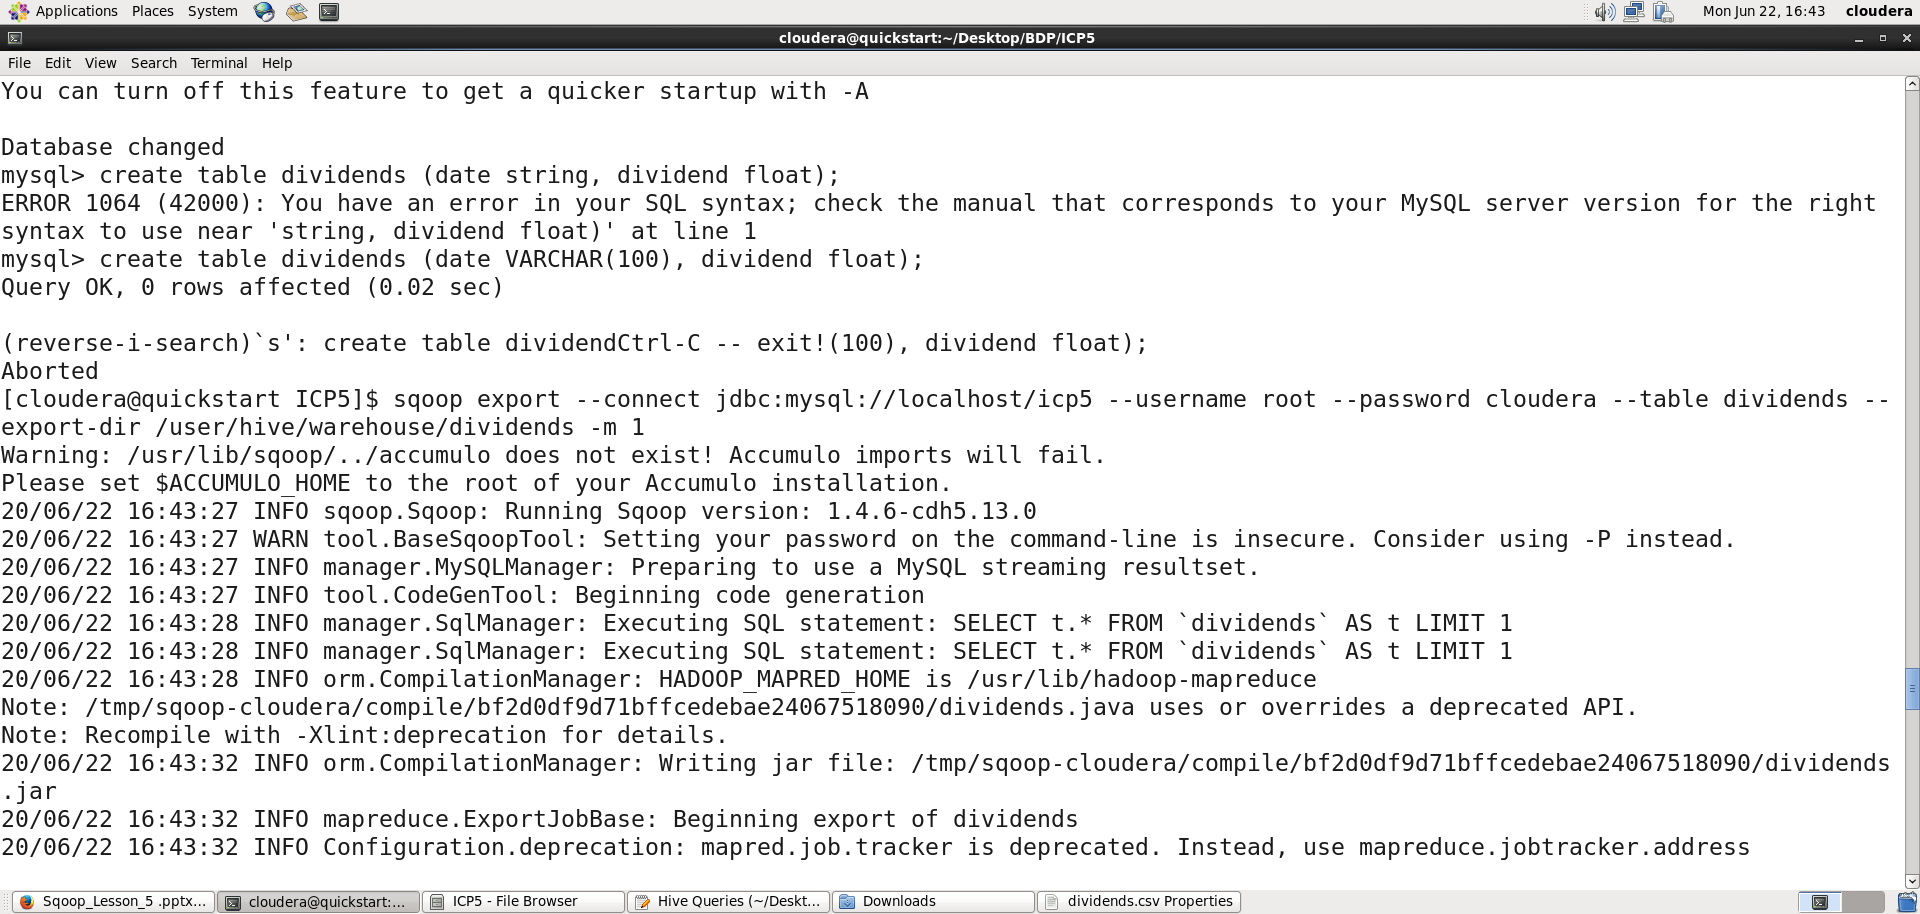 Applications Places System
Mon Jun 22, 16:43 cloudera
cloudera@quickstart:~/Desktop/BDP/ICP5
File Edit View Search Terminal Help
You can turn off this feature to get a quicker startup with -A
Database changed
mysql> create table dividends (date string, dividend float);
ERROR 1064 (42000): You have an error in your SQL syntax; check the manual that corresponds to your MySQL server version for the right
syntax to use near 'string, dividend float)' at line 1
mysql> create table dividends (date VARCHAR(100), dividend float);
Query OK, 0 rows affected (0.02 sec)
(reverse-i-search)`s': create table dividendCtrl-C -- exit!(100), dividend float);
Aborted
[cloudera@quickstart ICP5]$ sqoop export --connect jdbc:mysql://localhost/icp5 --username root --password cloudera --table dividends --
export-dir /user/hive/warehouse/dividends -m 1
Warning: /usr/lib/sqoop/../accumulo does not exist! Accumulo imports will fail.
Please set $ACCUMULO_HOME to the root of your Accumulo installation.
20/06/22 16:43:27 INFO sqoop.Sqoop: Running Sqoop version: 1.4.6-cdh5.13.0
20/06/22 16:43:27 WARN tool.BaseSqoopTool: Setting your password on the command-line is insecure. Consider using -P instead.
20/06/22 16:43:27 INFO manager.MySQLManager: Preparing to use a MySQL streaming resultset.
20/06/22 16:43:27 INFO tool.CodeGenTool: Beginning code generation
20/06/22 16:43:28 INFO manager.SqlManager: Executing SQL statement: SELECT t.* FROM `dividends` AS t LIMIT 1
20/06/22 16:43:28 INFO manager.SqlManager: Executing SQL statement: SELECT t.* FROM `dividends` AS t LIMIT 1
20/06/22 16:43:28 INFO orm.CompilationManager: HADOOP_MAPRED_HOME is /usr/lib/hadoop-mapreduce
Note: /tmp/sqoop-cloudera/compile/bf2d0df9d71bffcedebae24067518090/dividends.java uses or overrides a deprecated API.
Note: Recompile with -Xlint:deprecation for details.
20/06/22 16:43:32 INFO orm.CompilationManager: Writing jar file: /tmp/sqoop-cloudera/compile/bf2d0df9d71bffcedebae24067518090/dividends
.jar
20/06/22 16:43:32 INFO mapreduce.ExportJobBase: Beginning export of dividends
20/06/22 16:43:32 INFO Configuration.deprecation: mapred.job.tracker is deprecated. Instead, use mapreduce.jobtracker.address
Sqoop_Lesson_5 .pptx... cloudera@quickstart:... ICP5 - File Browser Hive Queries (~/Deskt... Downloads dividends.csv Properties